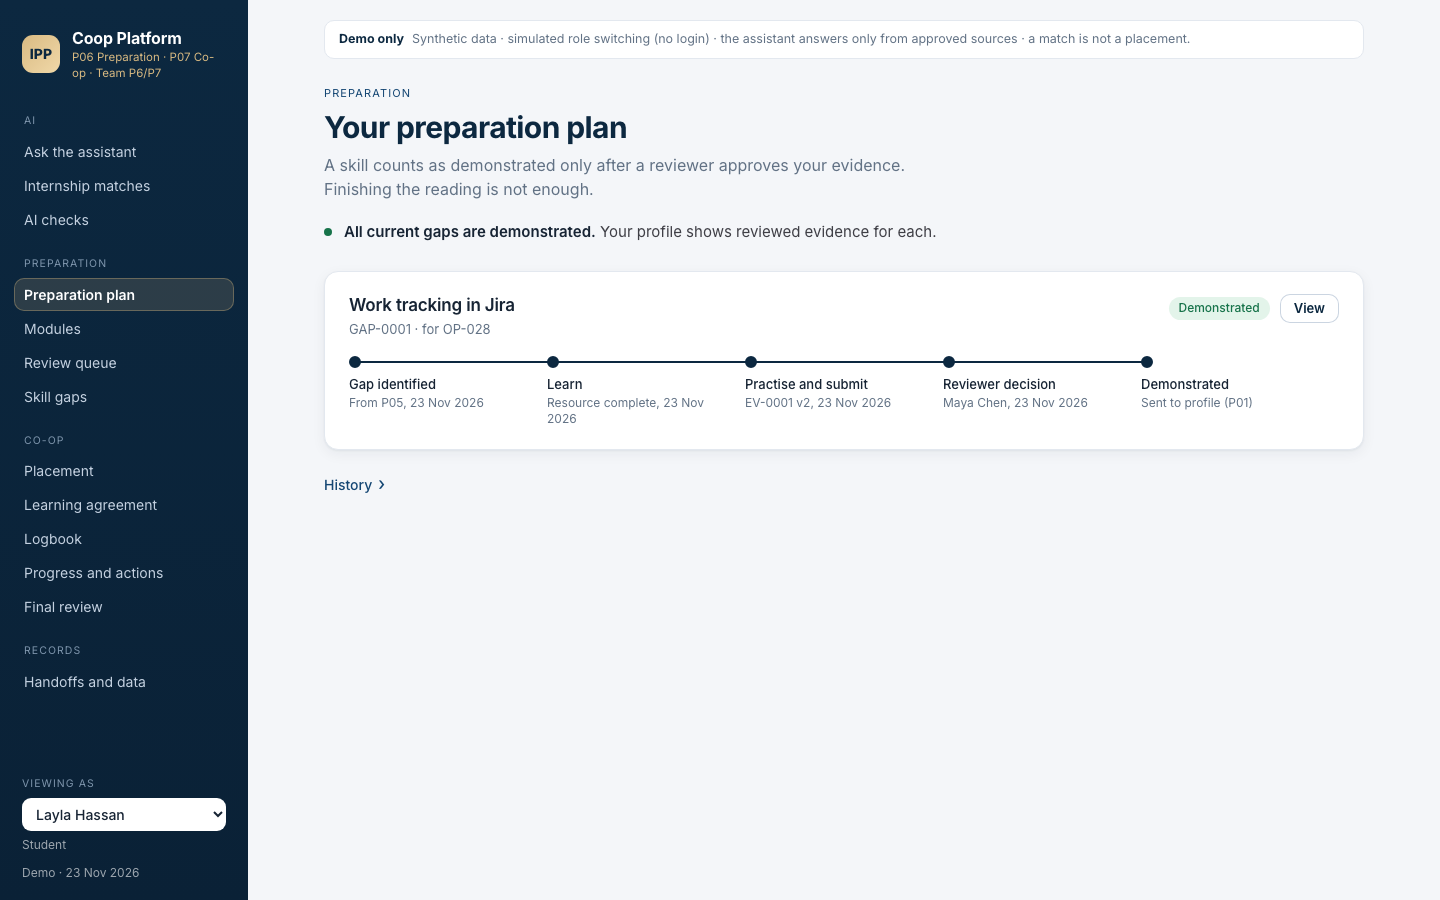 IPP
Coop Platform
P06 Preparation · P07 Co-
op · Team P6/P7
AI
Ask the assistant
Internship matches
AI checks
PREPARATION
Preparation plan
Modules
Review queue
Skill gaps
CO-OP
Placement
Learning agreement
Logbook
Progress and actions
Final review
RECORDS
Handoffs and data
VIEWING AS
Layla Hassan
Student
Demo · 23 Nov 2026
Demo only Synthetic data · simulated role switching (no login) · the assistant answers only from approved sources · a match is not a placement.
PREPARATION
Your preparation plan
A skill counts as demonstrated only after a reviewer approves your evidence.
Finishing the reading is not enough.
All current gaps are demonstrated. Your profile shows reviewed evidence for each.
Work tracking in Jira
GAP-0001 · for OP-028
Demonstrated
View
Gap identified
From P05, 23 Nov 2026
Learn
Resource complete, 23 Nov
2026
Practise and submit
EV-0001 v2, 23 Nov 2026
Reviewer decision
Maya Chen, 23 Nov 2026
Demonstrated
Sent to profile (P01)
History ›